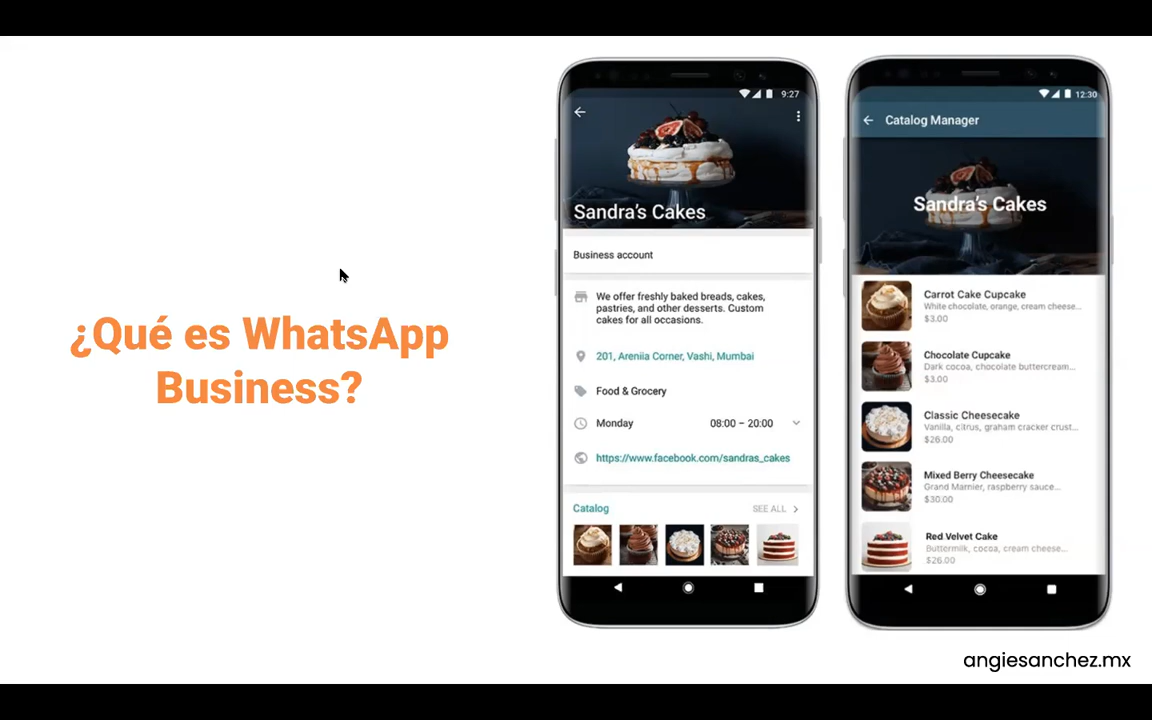 ¿Qué es WhatsApp
Business?
9:27
Sandra's Cakes
Business account
We offer freshly baked breads, cakes,
pastries, and other desserts. Custom
cakes for all occasions.
201, Areniia Corner, Vashi, Mumbai
Food & Grocery
Monday 08:00 – 20:00
https://www.facebook.com/sandras_cakes
Catalog SEE ALL
12:30
Catalog Manager
Sandra's Cakes
Carrot Cake Cupcake
White chocolate, orange, cream cheese...
$3.00
Chocolate Cupcake
Dark cocoa, chocolate buttercream...
$3.00
Classic Cheesecake
Vanilla, citrus, graham cracker crust...
$26.00
Mixed Berry Cheesecake
Grand Marnier, raspberry sauce...
$30.00
Red Velvet Cake
Buttermilk, cocoa, cream cheese...
$26.00
angiesanchez.mx